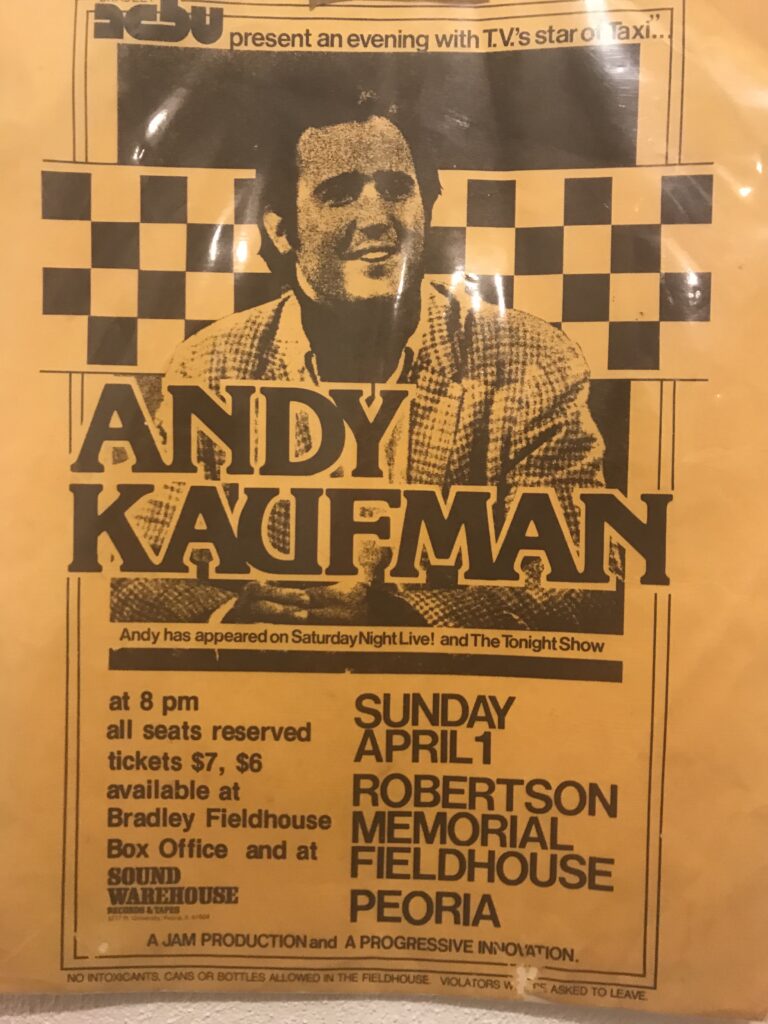 acbu present an evening with T.V.'s star of "Taxi"...
ANDY
KAUFMAN
Andy has appeared on Saturday Night Live! and The Tonight Show
at 8 pm
all seats reserved
tickets $7, $6
available at
Bradley Fieldhouse
Box Office and at
SOUND
WAREHOUSE
RECORDS & TAPES
SUNDAY
APRIL 1
ROBERTSON
MEMORIAL
FIELDHOUSE
PEORIA
A JAM PRODUCTION and A PROGRESSIVE INNOVATION.
NO INTOXICANTS, CANS OR BOTTLES ALLOWED IN THE FIELDHOUSE. VIOLATORS BE ASKED TO LEAVE.